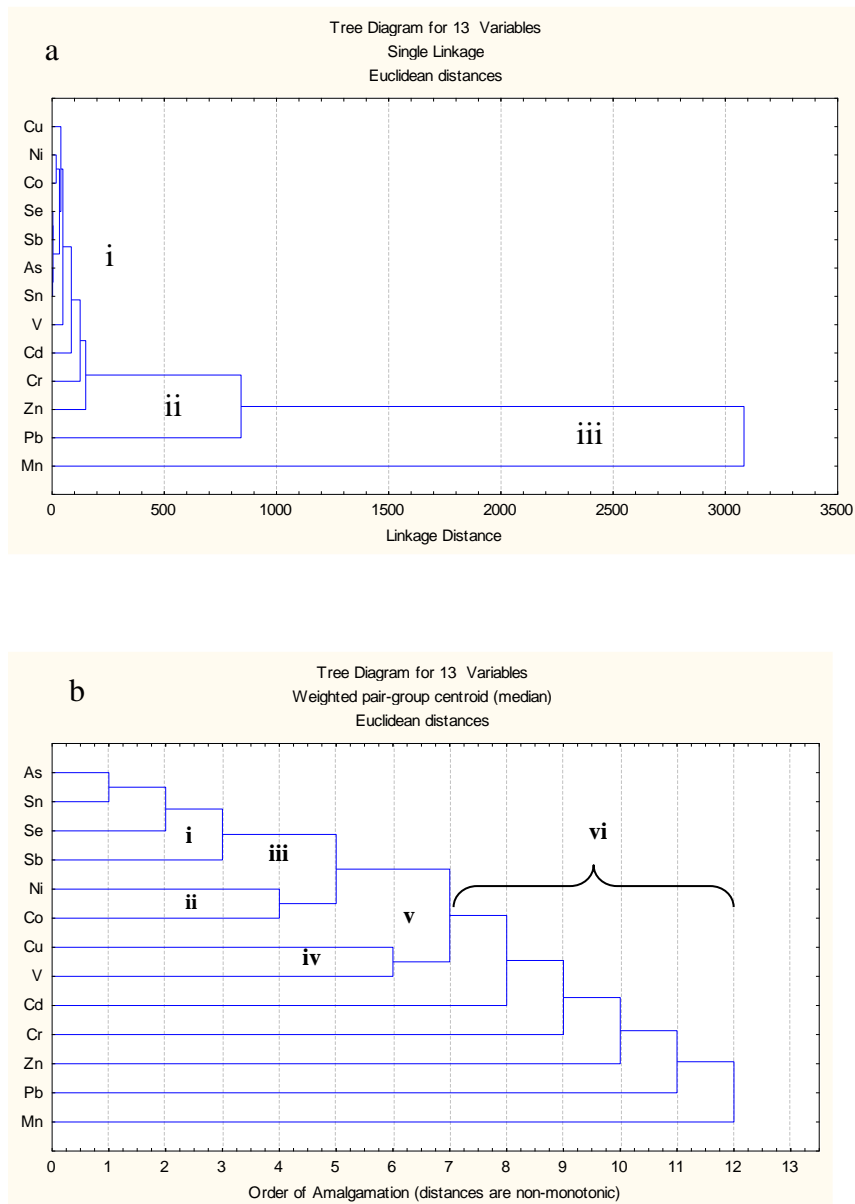 a
Tree Diagram for 13 Variables
Single Linkage
Euclidean distances
Cu
Ni
Co
Se
Sb
As
Sn
V
Cd
Cr
Zn
Pb
Mn
i
ii
iii
0 500 1000 1500 2000 2500 3000 3500
Linkage Distance
b
Tree Diagram for 13 Variables
Weighted pair-group centroid (median)
Euclidean distances
As
Sn
Se
Sb
Ni
Co
Cu
V
Cd
Cr
Zn
Pb
Mn
i
ii
iii
iv
v
vi
0 1 2 3 4 5 6 7 8 9 10 11 12 13
Order of Amalgamation (distances are non-monotonic)